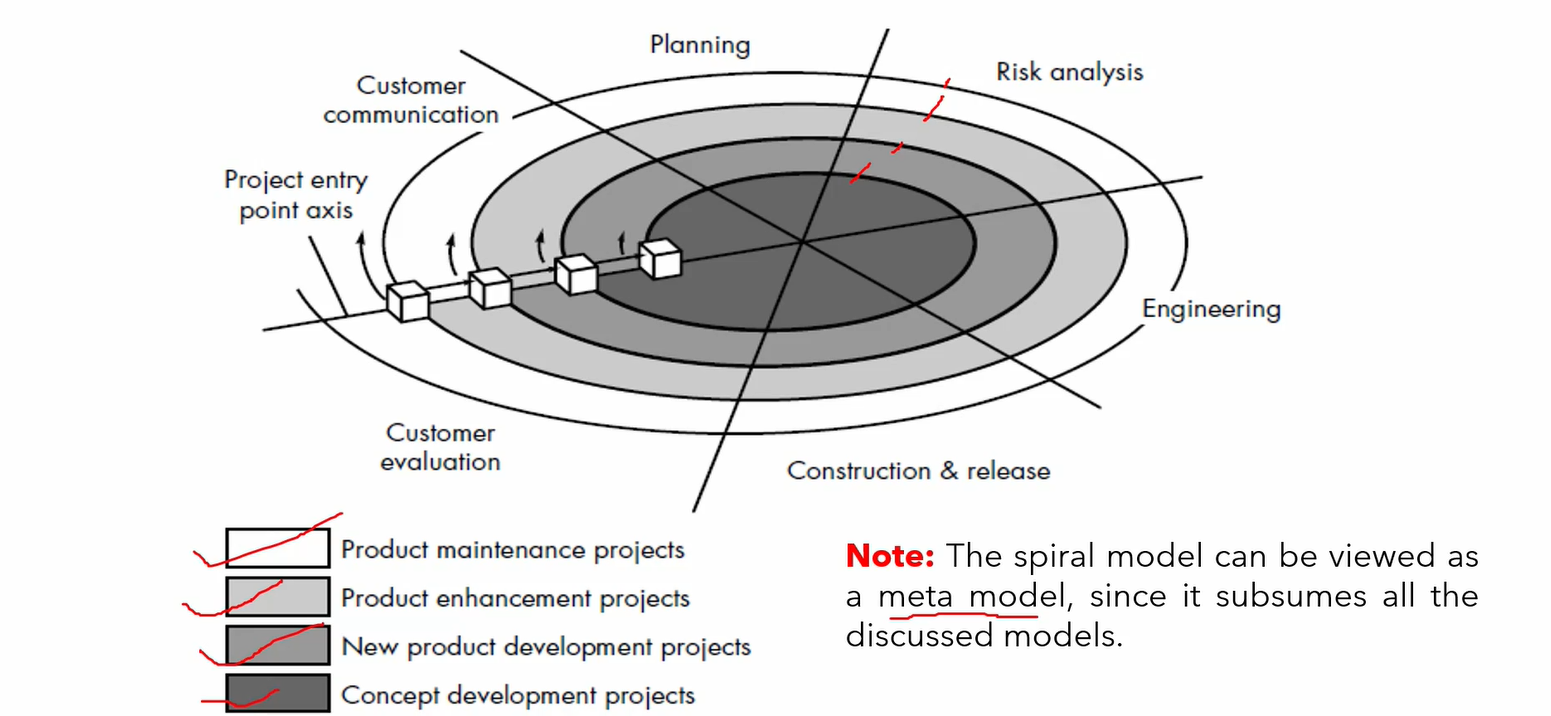 Planning
Risk analysis
Customer
communication
Project entry
point axis
Engineering
Customer
evaluation
Construction & release
Product maintenance projects
Product enhancement projects
New product development projects
Concept development projects
Note: The spiral model can be viewed as
a meta model, since it subsumes all the
discussed models.